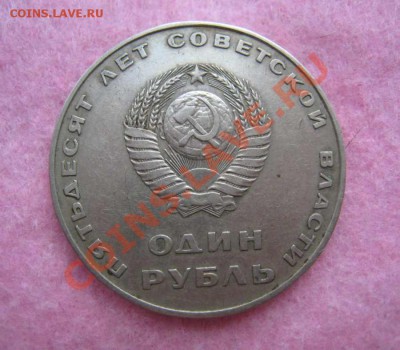 COINS.LAVE.RU
COINS.LAVE.RU
ПЯТЬДЕСЯТ ЛЕТ СОВЕТСКОЙ ВЛАСТИ
ОДИН
РУБЛЬ